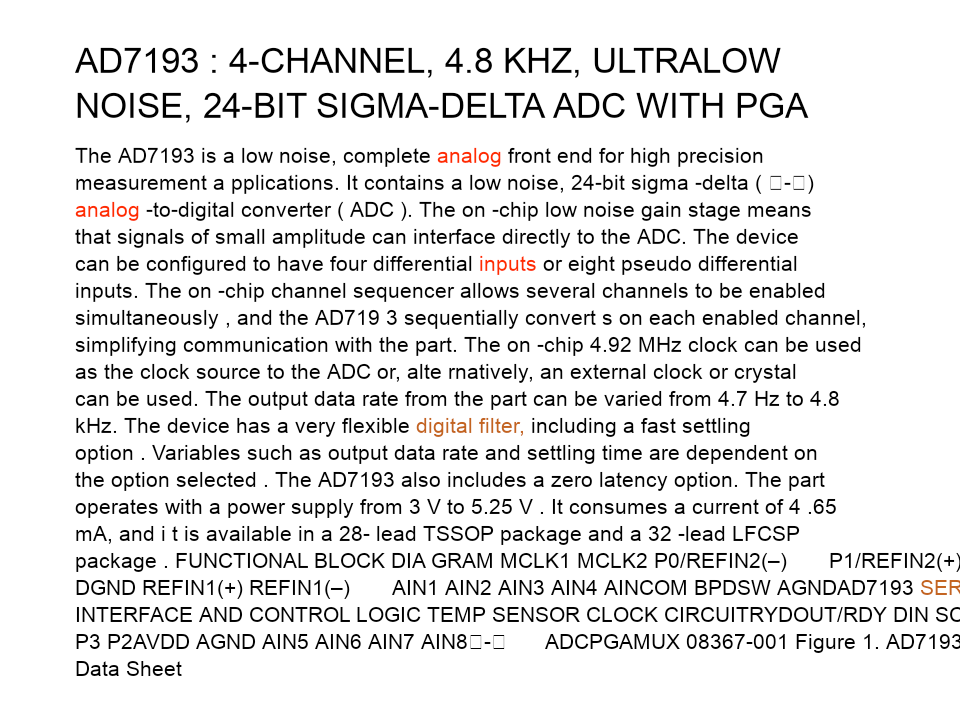 AD7193 : 4-CHANNEL, 4.8 KHZ, ULTRALOW
NOISE, 24-BIT SIGMA-DELTA ADC WITH PGA
The AD7193 is a low noise, complete analog front end for high precision
measurement a pplications. It contains a low noise, 24-bit sigma -delta ( □-□)
analog -to-digital converter ( ADC ). The on -chip low noise gain stage means
that signals of small amplitude can interface directly to the ADC. The device
can be configured to have four differential inputs or eight pseudo differential
inputs. The on -chip channel sequencer allows several channels to be enabled
simultaneously , and the AD719 3 sequentially convert s on each enabled channel,
simplifying communication with the part. The on -chip 4.92 MHz clock can be used
as the clock source to the ADC or, alte rnatively, an external clock or crystal
can be used. The output data rate from the part can be varied from 4.7 Hz to 4.8
kHz. The device has a very flexible digital filter, including a fast settling
option . Variables such as output data rate and settling time are dependent on
the option selected . The AD7193 also includes a zero latency option. The part
operates with a power supply from 3 V to 5.25 V . It consumes a current of 4 .65
mA, and i t is available in a 28- lead TSSOP package and a 32 -lead LFCSP
package . FUNCTIONAL BLOCK DIA GRAM MCLK1 MCLK2 P0/REFIN2(–) P1/REFIN2(+)
DGND REFIN1(+) REFIN1(–) AIN1 AIN2 AIN3 AIN4 AINCOM BPDSW AGNDAD7193 SER
INTERFACE AND CONTROL LOGIC TEMP SENSOR CLOCK CIRCUITRYDOUT/RDY DIN SC
P3 P2AVDD AGND AIN5 AIN6 AIN7 AIN8□-□ ADCPGAMUX 08367-001 Figure 1. AD7193
Data Sheet